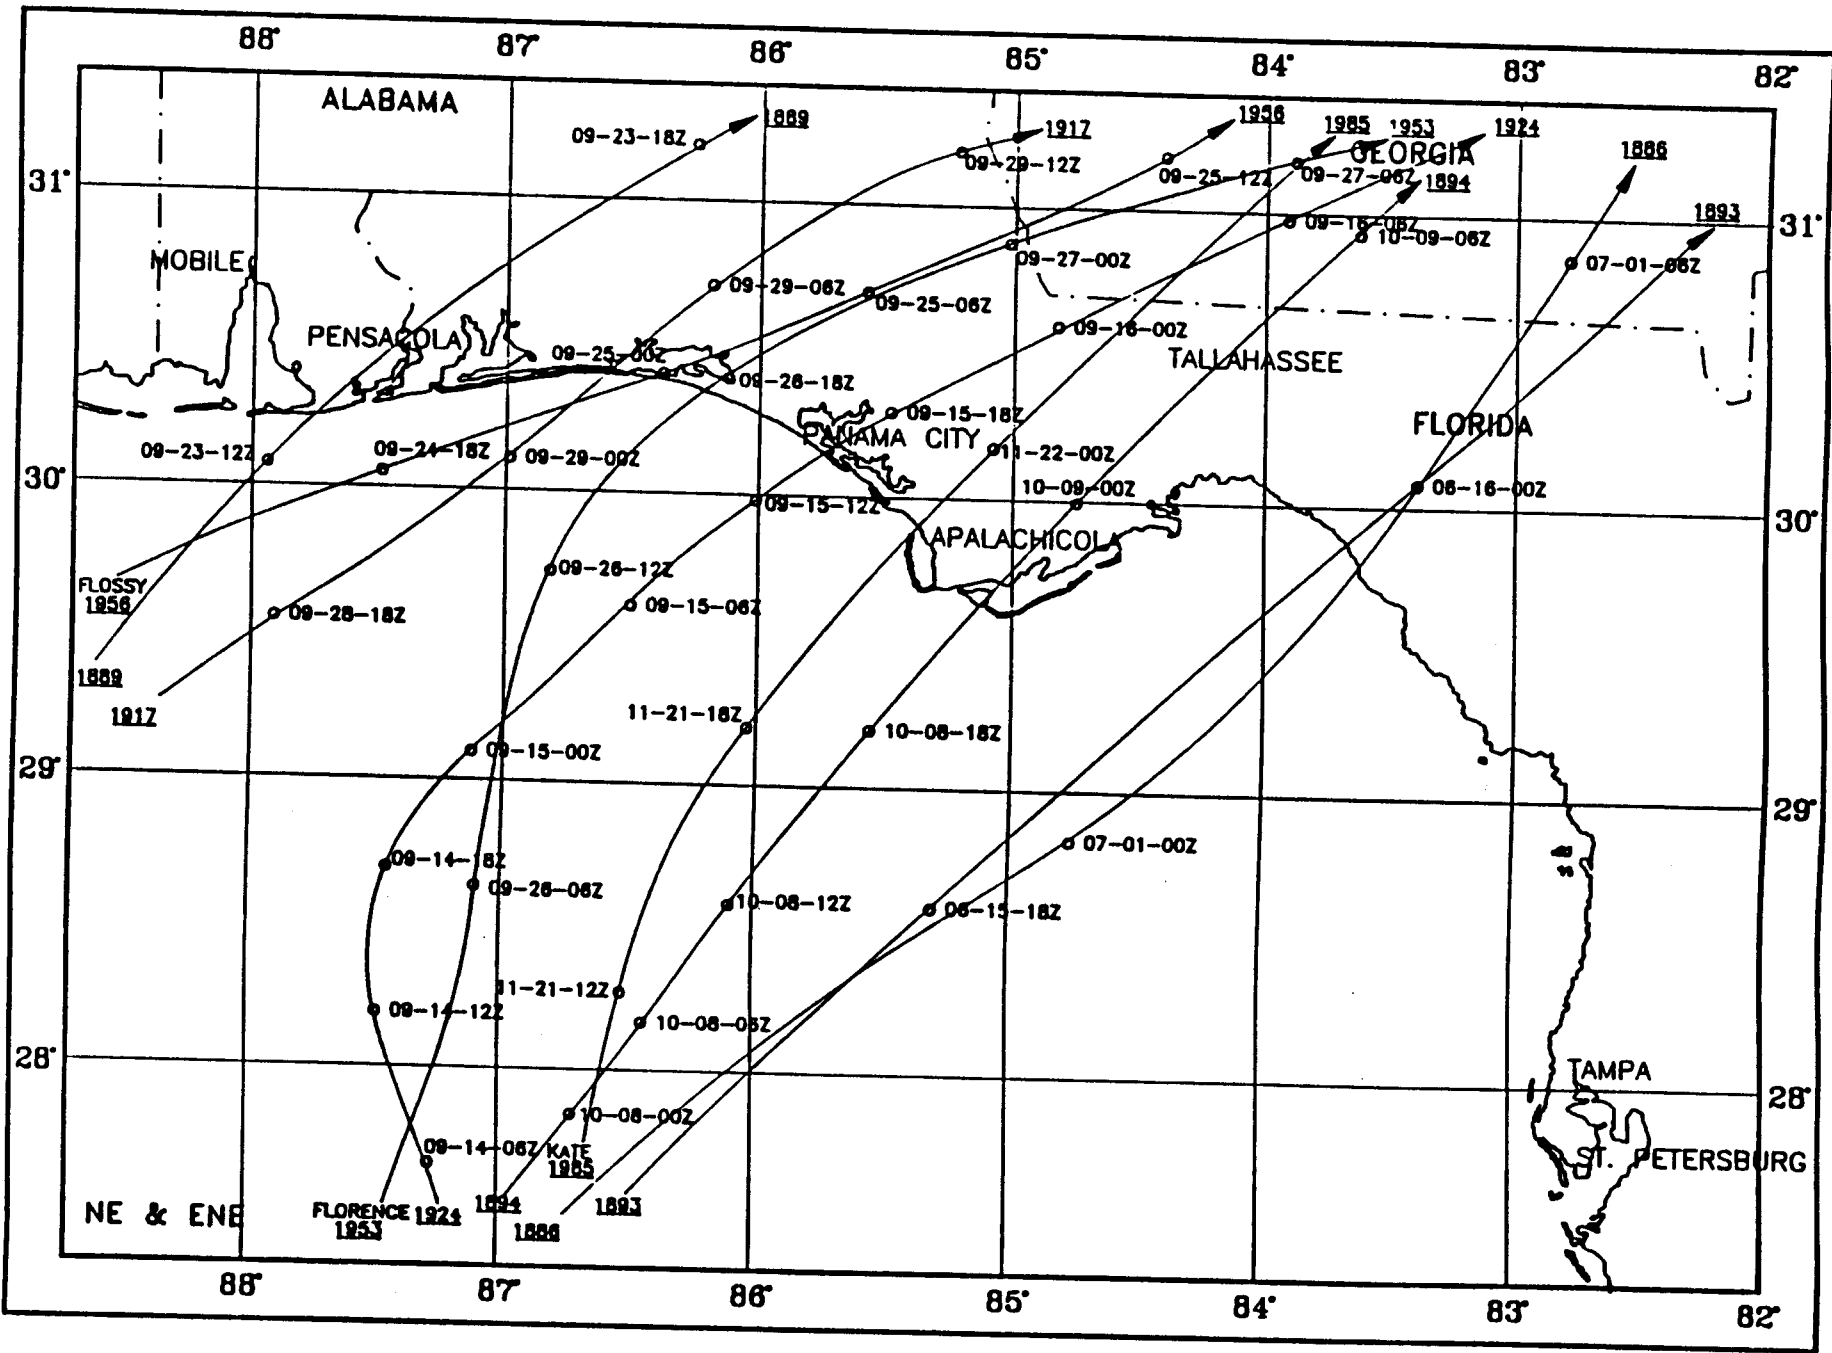 88° 87° 86° 85° 84° 83° 82°
ALABAMA
09-23-18Z 1889
1917 1956 1985 1953 1924
09-29-12Z
GEORGIA
1886
09-25-12Z 09-27-06Z
1894
31°
1893
31°
09-16-06Z
10-09-06Z
MOBILE
09-27-00Z
07-01-06Z
09-29-06Z
09-25-06Z
PENSACOLA
09-16-00Z
09-25-00Z
TALLAHASSEE
09-26-18Z
09-15-18Z
FLORIDA
PANAMA CITY
09-23-12Z 09-24-18Z 09-29-00Z
11-22-00Z
30°
10-09-00Z 06-16-00Z
09-15-12Z
30°
APALACHICOLA
09-26-12Z
FLOSSY
1956
09-28-18Z
09-15-06Z
1889
1917
11-21-18Z
10-08-18Z
09-15-00Z
29°
29°
07-01-00Z
09-14-18Z
09-26-06Z
10-08-12Z
06-15-18Z
11-21-12Z
09-14-12Z
10-08-06Z
28°
TAMPA
28°
10-08-00Z
09-14-06Z
KATE
1985
ST. PETERSBURG
NE & ENE
FLORENCE
1953
1924
1894
1886
1893
88° 87° 86° 85° 84° 83° 82°